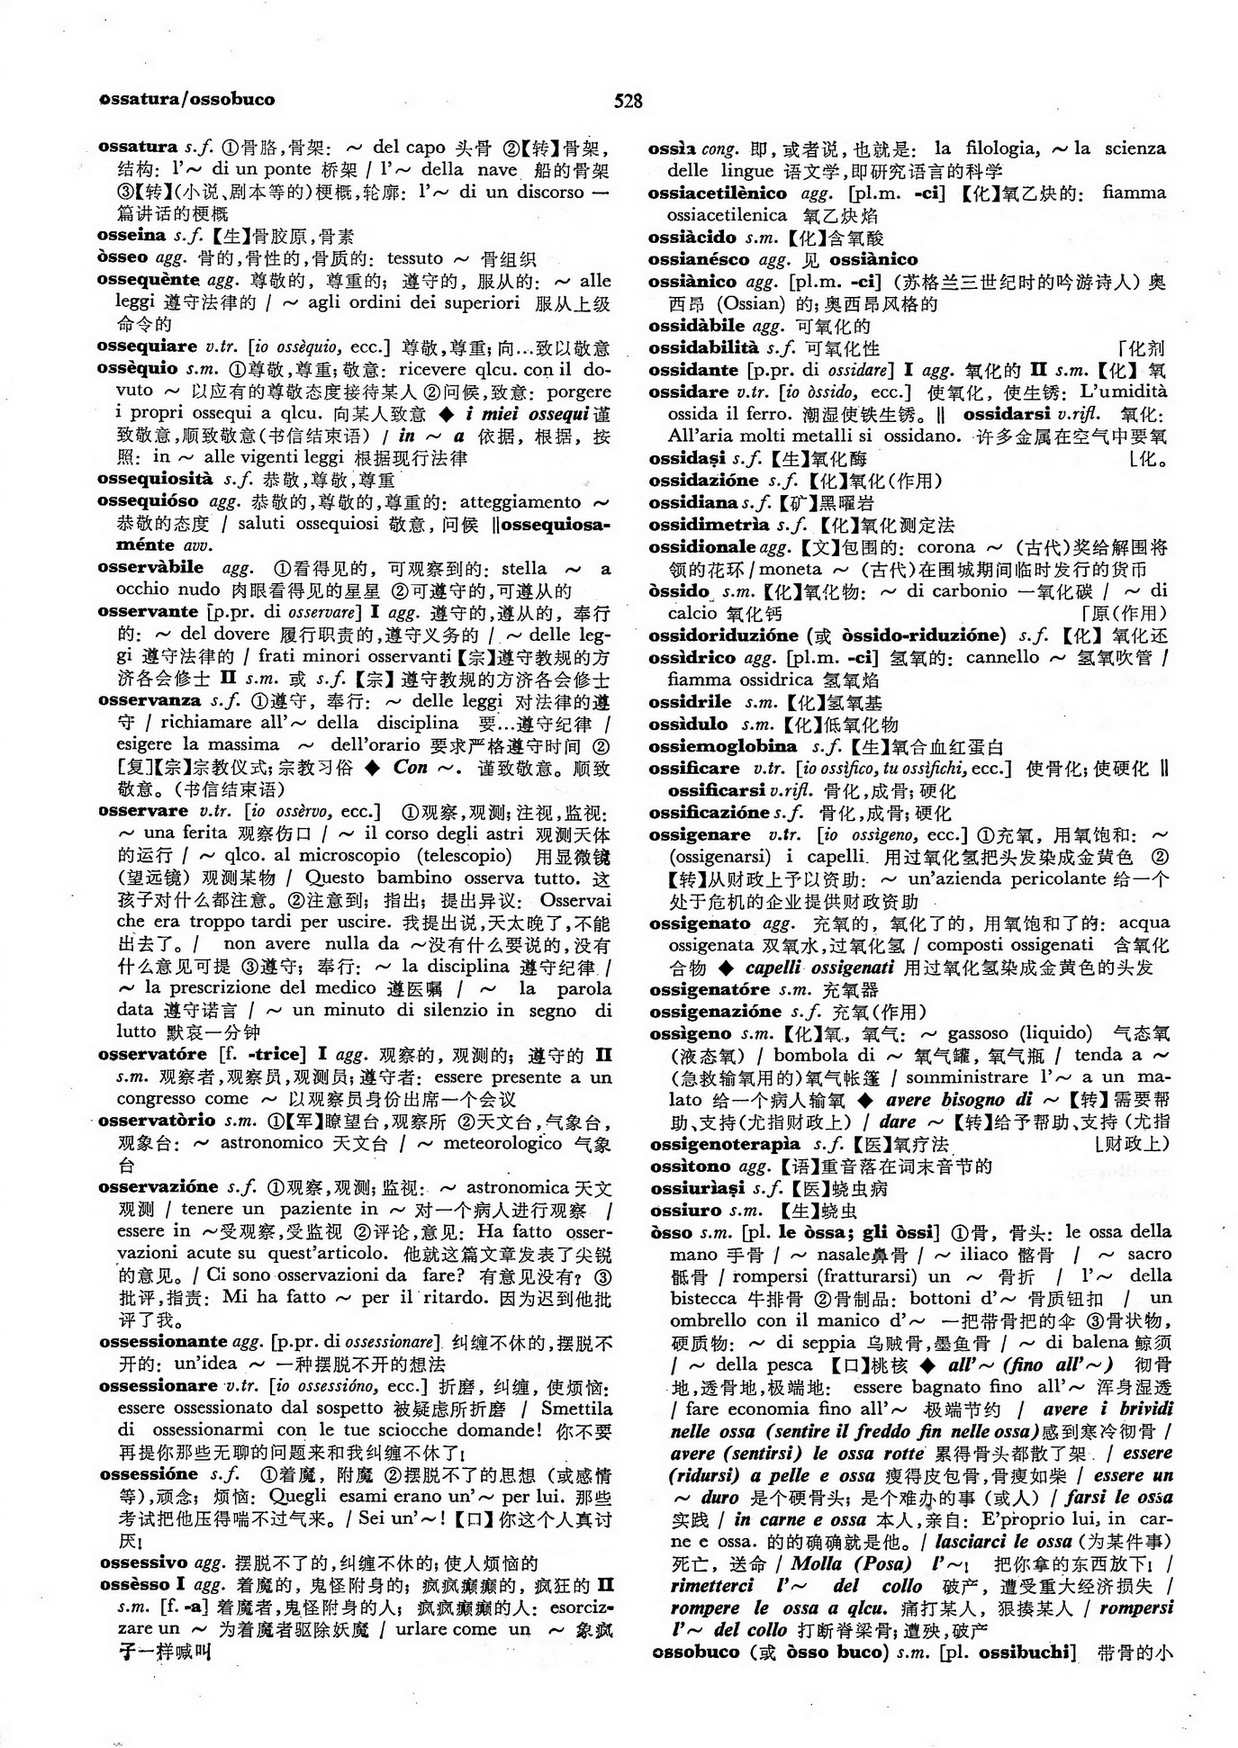 ossatura/ossobuco
528
ossatura s.f. ①骨胳,骨架: ～ del capo 头骨 ②【转】骨架,
结构: l'～ di un ponte 桥架 / l'～ della nave 船的骨架
③【转】(小说、剧本等的)梗概,轮廓: l'～ di un discorso 一
篇讲话的梗概
osseina s.f. 【生】骨胶原,骨素
òsseo agg. 骨的,骨性的,骨质的: tessuto ～ 骨组织
ossequènte agg. 尊敬的, 尊重的; 遵守的, 服从的: ～ alle
leggi 遵守法律的 / ～ agli ordini dei superiori 服从上级
命令的
ossequiare v.tr. [io ossèquio, ecc.] 尊敬,尊重; 向…致以敬意
ossèquio s.m. ①尊敬,尊重; 敬意: ricevere qlcu. con il do-
vuto ～ 以应有的尊敬态度接待某人 ②问候,致意: porgere
i propri ossequi a qlcu. 向某人致意 ◆ i miei ossequi 谨
致敬意,顺致敬意(书信结束语) / in ～ a 依据, 根据, 按
照: in ～ alle vigenti leggi 根据现行法律
ossequiosità s.f. 恭敬,尊敬,尊重
ossequióso agg. 恭敬的,尊敬的,尊重的: atteggiamento ～
恭敬的态度 / saluti ossequiosi 敬意, 问候 ‖ossequiosa-
ménte avv.
osservàbile agg. ①看得见的, 可观察到的: stella ～ a
occhio nudo 肉眼看得见的星星 ②可遵守的,可遵从的
osservante [p.pr. di osservare] I agg. 遵守的,遵从的, 奉行
的: ～ del dovere 履行职责的,遵守义务的 / ～ delle leg-
gi 遵守法律的 / frati minori osservanti【宗】遵守教规的方
济各会修士 II s.m. 或 s.f.【宗】遵守教规的方济各会修士
osservanza s.f. ①遵守, 奉行: ～ delle leggi 对法律的遵
守 / richiamare all'～ della disciplina 要…遵守纪律 /
esigere la massima ～ dell'orario 要求严格遵守时间 ②
[复]【宗】宗教仪式; 宗教习俗 ◆ Con ～. 谨致敬意。顺致
敬意。(书信结束语)
osservare v.tr. [io ossèrvo, ecc.] ①观察,观测; 注视,监视:
～ una ferita 观察伤口 / ～ il corso degli astri 观测天体
的运行 / ～ qlco. al microscopio (telescopio) 用显微镜
(望远镜) 观测某物 / Questo bambino osserva tutto. 这
孩子对什么都注意。②注意到; 指出; 提出异议: Osservai
che era troppo tardi per uscire. 我提出说,天太晚了,不能
出去了。/ non avere nulla da ～没有什么要说的,没有
什么意见可提 ③遵守; 奉行: ～ la disciplina 遵守纪律 /
～ la prescrizione del medico 遵医嘱 / ～ la parola
data 遵守诺言 / ～ un minuto di silenzio in segno di
lutto 默哀一分钟
osservatóre [f. -trice] I agg. 观察的, 观测的; 遵守的 II
s.m. 观察者,观察员,观测员; 遵守者: essere presente a un
congresso come ～ 以观察员身份出席一个会议
osservatòrio s.m. ①【军】瞭望台,观察所 ②天文台,气象台,
观象台: ～ astronomico 天文台 / ～ meteorologico 气象
台
osservazióne s.f. ①观察,观测; 监视: ～ astronomica 天文
观测 / tenere un paziente in ～ 对一个病人进行观察 /
essere in ～受观察,受监视 ②评论,意见: Ha fatto osser-
vazioni acute su quest'articolo. 他就这篇文章发表了尖锐
的意见。/ Ci sono osservazioni da fare? 有意见没有? ③
批评,指责: Mi ha fatto ～ per il ritardo. 因为迟到他批
评了我。
ossessionante agg. [p.pr. di ossessionare] 纠缠不休的,摆脱不
开的: un'idea ～ 一种摆脱不开的想法
ossessionare v.tr. [io ossessióno, ecc.] 折磨, 纠缠, 使烦恼:
essere ossessionato dal sospetto 被疑虑所折磨 / Smettila
di ossessionarmi con le tue sciocche domande! 你不要
再提你那些无聊的问题来和我纠缠不休了!
ossessióne s.f. ①着魔, 附魔 ②摆脱不了的思想 (或感情
等),顽念; 烦恼: Quegli esami erano un'～ per lui. 那些
考试把他压得喘不过气来。/ Sei un'～!【口】你这个人真讨
厌!
ossessivo agg. 摆脱不了的,纠缠不休的; 使人烦恼的
ossèsso I agg. 着魔的, 鬼怪附身的; 疯疯癫癫的, 疯狂的 II
s.m. [f. -a] 着魔者,鬼怪附身的人; 疯疯癫癫的人: esorciz-
zare un ～ 为着魔者驱除妖魔 / urlare come un ～ 象疯
子一样喊叫
ossìa cong. 即, 或者说, 也就是: la filologia, ～ la scienza
delle lingue 语文学,即研究语言的科学
ossiacetilènico agg. [pl.m. -ci] 【化】氧乙炔的: fiamma
ossiacetilenica 氧乙炔焰
ossiàcido s.m. 【化】含氧酸
ossianésco agg. 见 ossiànico
ossiànico agg. [pl.m. -ci] (苏格兰三世纪时的吟游诗人) 奥
西昂 (Ossian) 的; 奥西昂风格的
ossidàbile agg. 可氧化的
ossidabilità s.f. 可氧化性 「化剂
ossidante [p.pr. di ossidare] I agg. 氧化的 II s.m.【化】氧
ossidare v.tr. [io òssido, ecc.] 使氧化, 使生锈: L'umidità
ossida il ferro. 潮湿使铁生锈。‖ ossidarsi v.rifl. 氧化:
All'aria molti metalli si ossidano. 许多金属在空气中要氧
ossidaşi s.f. 【生】氧化酶 ⌊化。
ossidazióne s.f. 【化】氧化(作用)
ossidiana s.f. 【矿】黑曜岩
ossidimetrìa s.f. 【化】氧化测定法
ossidionale agg. 【文】包围的: corona ～ (古代)奖给解围将
领的花环 / moneta ～ (古代)在围城期间临时发行的货币
òssido s.m. 【化】氧化物: ～ di carbonio 一氧化碳 / ～ di
calcio 氧化钙 「原(作用)
ossidoriduzióne (或 òssido-riduzióne) s.f. 【化】 氧化还
ossìdrico agg. [pl.m. -ci] 氢氧的: cannello ～ 氢氧吹管 /
fiamma ossidrica 氢氧焰
ossidrile s.m. 【化】氢氧基
ossìdulo s.m. 【化】低氧化物
ossiemoglobina s.f. 【生】氧合血红蛋白
ossificare v.tr. [io ossìfico, tu ossìfichi, ecc.] 使骨化; 使硬化 ‖
ossificarsi v.rifl. 骨化,成骨; 硬化
ossificazióne s.f. 骨化,成骨; 硬化
ossigenare v.tr. [io ossìgeno, ecc.] ①充氧, 用氧饱和: ～
(ossigenarsi) i capelli. 用过氧化氢把头发染成金黄色 ②
【转】从财政上予以资助: ～ un'azienda pericolante 给一个
处于危机的企业提供财政资助
ossigenato agg. 充氧的, 氧化了的, 用氧饱和了的: acqua
ossigenata 双氧水,过氧化氢 / composti ossigenati 含氧化
合物 ◆ capelli ossigenati 用过氧化氢染成金黄色的头发
ossigenatóre s.m. 充氧器
ossigenazióne s.f. 充氧(作用)
ossìgeno s.m. 【化】氧, 氧气: ～ gassoso (liquido) 气态氧
(液态氧) / bombola di ～ 氧气罐, 氧气瓶 / tenda a ～
(急救输氧用的)氧气帐篷 / somministrare l'～ a un ma-
lato 给一个病人输氧 ◆ avere bisogno di ～【转】需要帮
助、支持(尤指财政上) / dare ～【转】给予帮助、支持 (尤指
ossigenoterapìa s.f. 【医】氧疗法 ⌊财政上)
ossìtono agg. 【语】重音落在词末音节的
ossiurìaşi s.f. 【医】蛲虫病
ossiuro s.m. 【生】蛲虫
òsso s.m. [pl. le òssa; gli òssi] ①骨, 骨头: le ossa della
mano 手骨 / ～ nasale鼻骨 / ～ iliaco 髂骨 / ～ sacro
骶骨 / rompersi (fratturarsi) un ～ 骨折 / l'～ della
bistecca 牛排骨 ②骨制品: bottoni d'～ 骨质钮扣 / un
ombrello con il manico d'～ 一把带骨把的伞 ③骨状物,
硬质物: ～ di seppia 乌贼骨,墨鱼骨 / ～ di balena 鲸须
/ ～ della pesca 【口】桃核 ◆ all'～ (fino all'～) 彻骨
地,透骨地,极端地: essere bagnato fino all'～ 浑身湿透
/ fare economia fino all'～ 极端节约 / avere i brividi
nelle ossa (sentire il freddo fin nelle ossa)感到寒冷彻骨 /
avere (sentirsi) le ossa rotte 累得骨头都散了架 / essere
(ridursi) a pelle e ossa 瘦得皮包骨,骨瘦如柴 / essere un
～ duro 是个硬骨头; 是个难办的事 (或人) / farsi le ossa
实践 / in carne e ossa 本人,亲自: E'proprio lui, in car-
ne e ossa. 的的确确就是他。/ lasciarci le ossa (为某件事)
死亡, 送命 / Molla (Posa) l'～! 把你拿的东西放下! /
rimetterci l'～ del collo 破产, 遭受重大经济损失 /
rompere le ossa a qlcu. 痛打某人, 狠揍某人 / rompersi
l'～ del collo 打断脊梁骨; 遭殃,破产
ossobuco (或 òsso buco) s.m. [pl. ossibuchi] 带骨的小